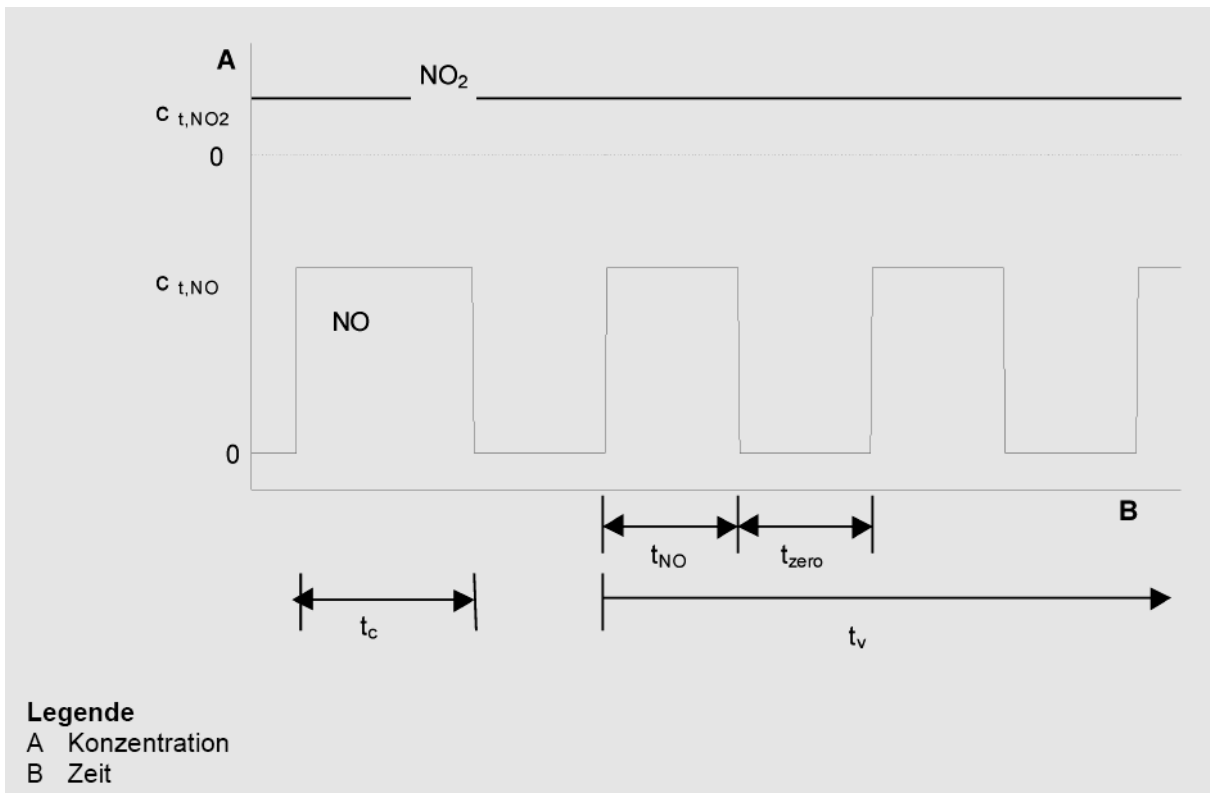 A
NO2
c t,NO2
0
c t,NO
NO
0
B
tNO
tzero
tc
tv
Legende
A Konzentration
B Zeit